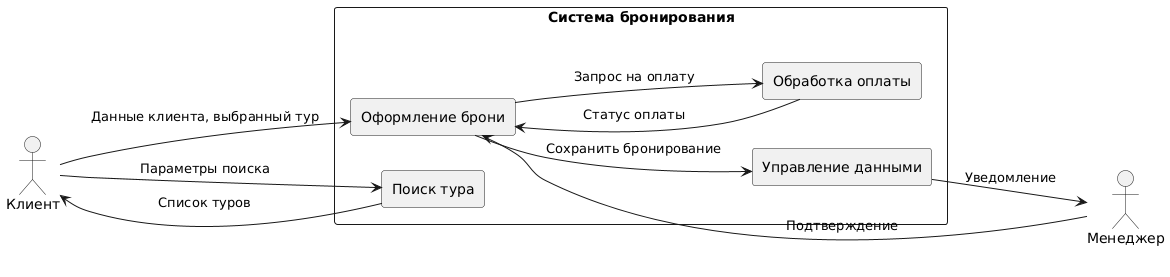 Система бронирования
Запрос на оплату
Обработка оплаты
Данные клиента, выбранный тур
Оформление брони
Статус оплаты
Сохранить бронирование
Параметры поиска
Управление данными
Уведомление
Поиск тура
Клиент
Список туров
Подтверждение
Менеджер